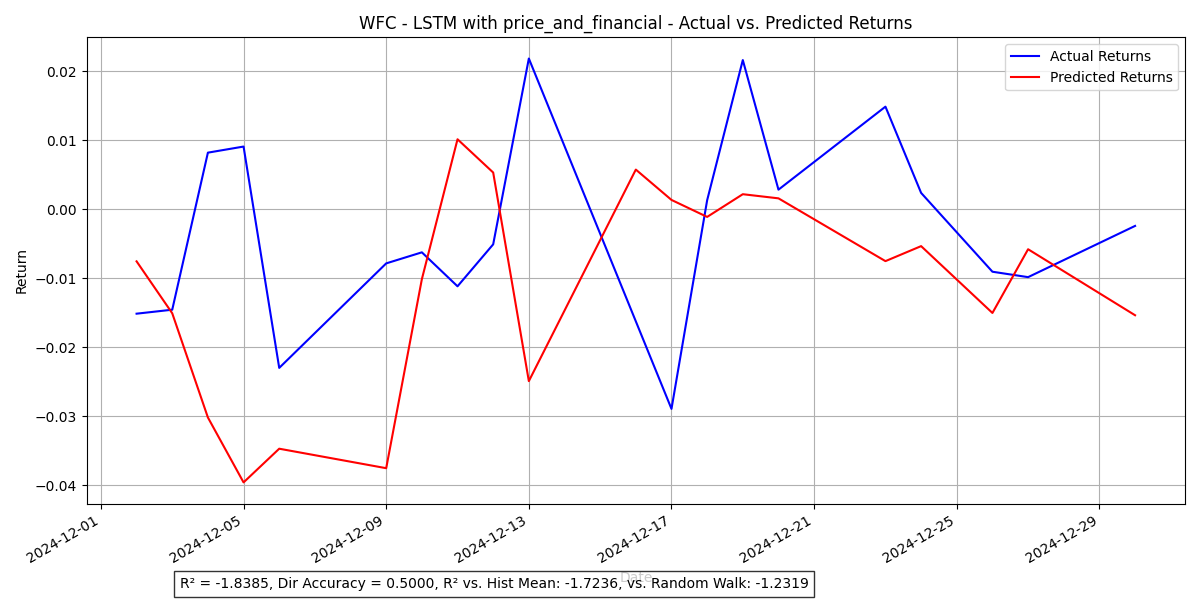 WFC - LSTM with price_and_financial - Actual vs. Predicted Returns
Actual Returns
Predicted Returns
0.02
0.01
0.00
−0.01
−0.02
−0.03
−0.04
Return
2024-12-01
2024-12-05
2024-12-09
2024-12-13
2024-12-17
2024-12-21
2024-12-25
2024-12-29
Date
R² = -1.8385, Dir Accuracy = 0.5000, R² vs. Hist Mean: -1.7236, vs. Random Walk: -1.2319